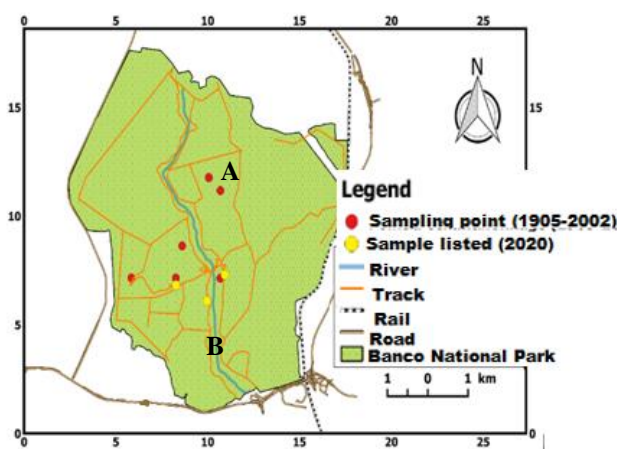 0 5 10 15 20 25
N
15 15
A
Legend
10 10
Sampling point (1905-2002)
Sample listed (2020)
River
Track
Rail
5
Road
B
Banco National Park
1 0 1 km
0
0 5 10 15 20 25